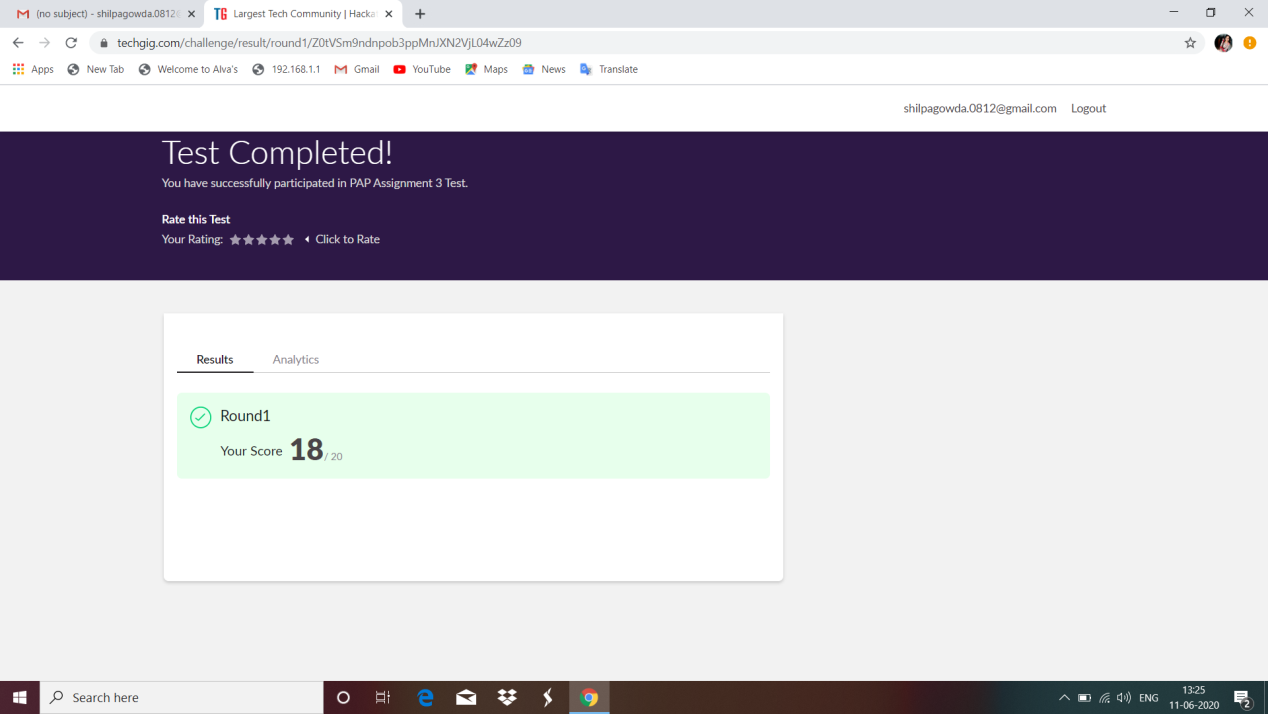 (no subject) - shilpagowda.0812@
TG Largest Tech Community | Hacka
techgig.com/challenge/result/round1/Z0tVSm9ndnpob3ppMnJXN2VjL04wZz09
Apps New Tab Welcome to Alva's 192.168.1.1 Gmail YouTube Maps News Translate
shilpagowda.0812@gmail.com Logout
Test Completed!
You have successfully participated in PAP Assignment 3 Test.
Rate this Test
Your Rating: Click to Rate
Results Analytics
Round1
Your Score 18 / 20
Search here
ENG
13:25
11-06-2020
2